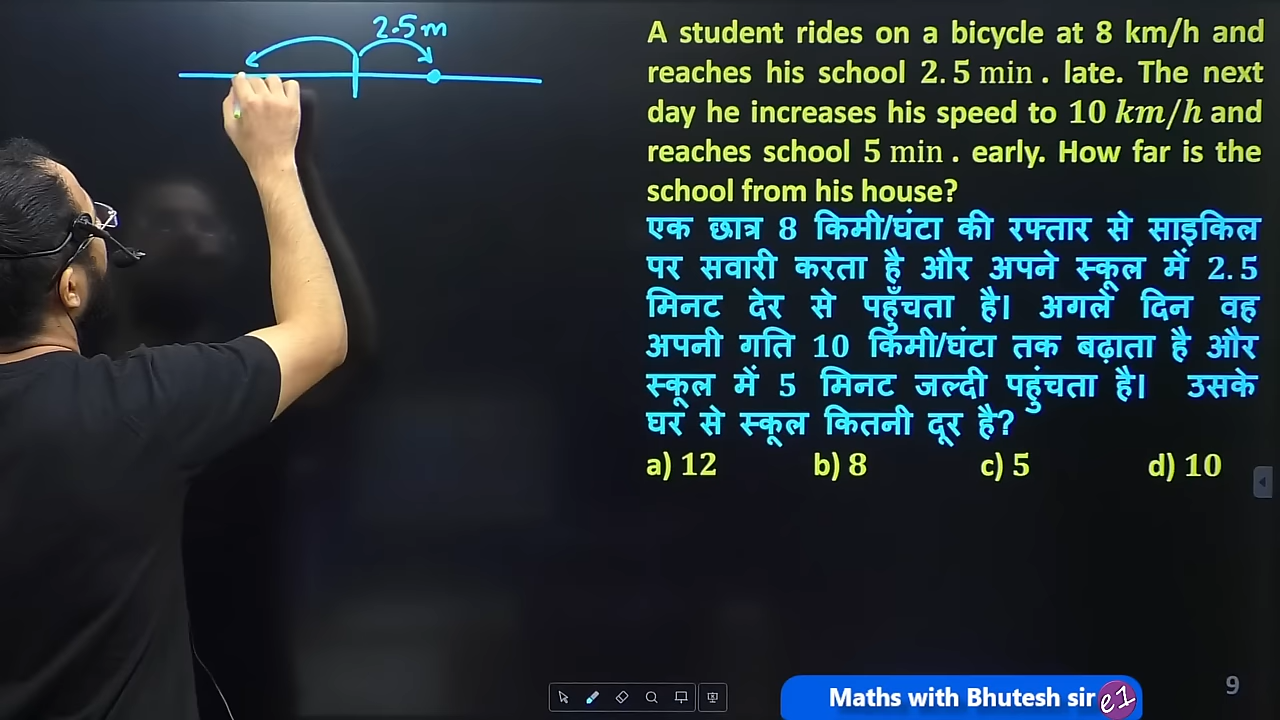 2.5 m
A student rides on a bicycle at 8 km/h and
reaches his school 2.5 min . late. The next
day he increases his speed to 10 km/h and
reaches school 5 min . early. How far is the
school from his house?
एक छात्र 8 किमी/घंटा की रफ्तार से साइकिल
पर सवारी करता है और अपने स्कूल में 2.5
मिनट देर से पहुँचता है। अगले दिन वह
अपनी गति 10 किमी/घंटा तक बढ़ाता है और
स्कूल में 5 मिनट जल्दी पहुंचता है। उसके
घर से स्कूल कितनी दूर है?
a) 12 b) 8 c) 5 d) 10
Maths with Bhutesh sir e1
9